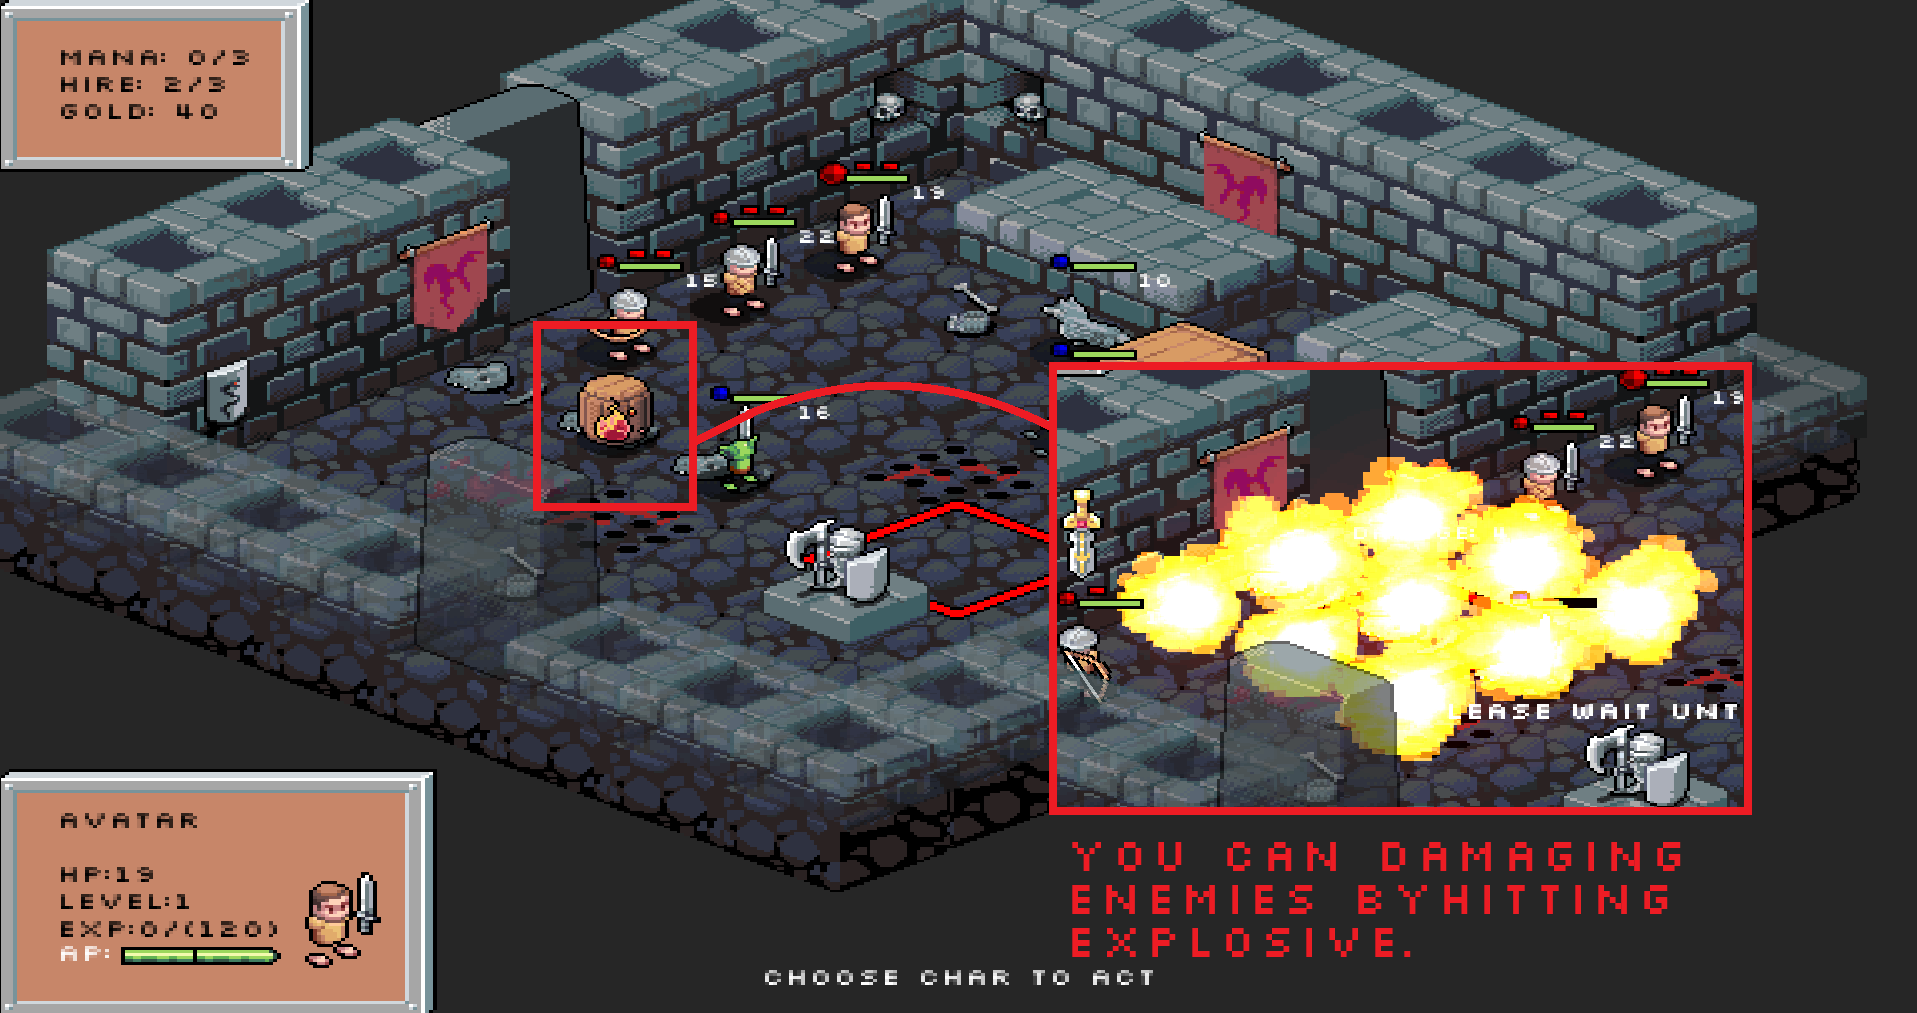 MANA: 0/3
HIRE: 2/3
GOLD: 40
19
22
15
10
16
19
22
LEASE WAIT UNT
AVATAR
HP:19
LEVEL:1
EXP:0/(120)
AP:
YOU CAN DAMAGING
ENEMIES BYHITTING
EXPLOSIVE.
CHOOSE CHAR TO ACT